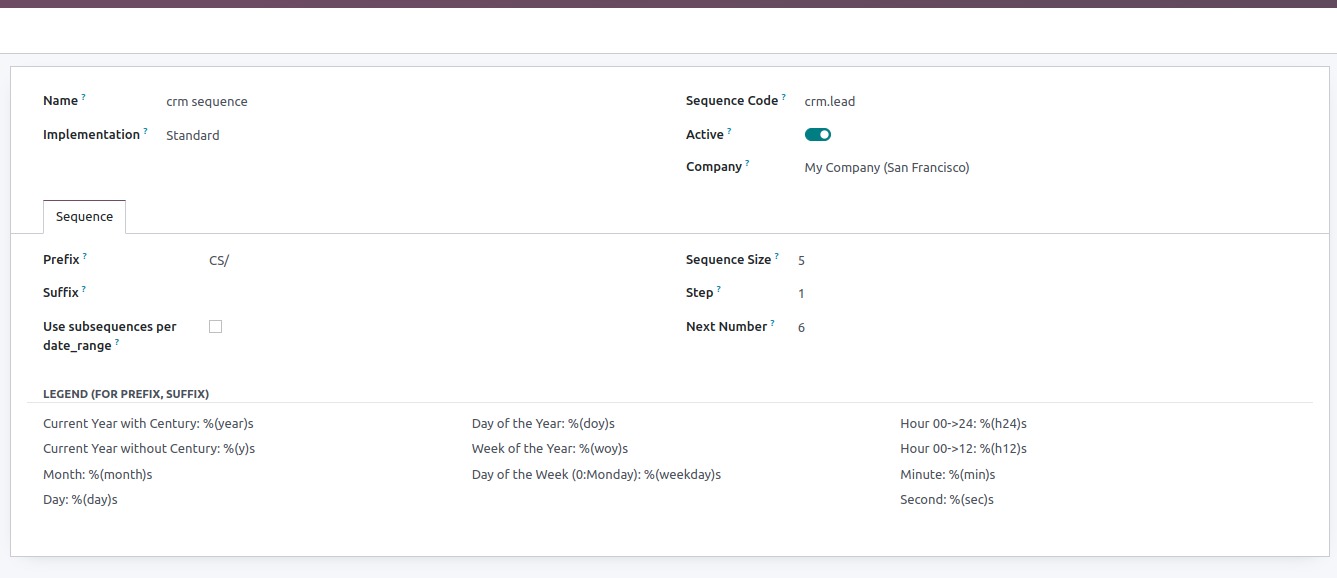 Name ? crm sequence
Sequence Code ? crm.lead
Implementation ? Standard
Active ?
Company ? My Company (San Francisco)
Sequence
Prefix ? CS/
Sequence Size ? 5
Suffix ?
Step ? 1
Use subsequences per
date_range ?
Next Number ? 6
LEGEND (FOR PREFIX, SUFFIX)
Current Year with Century: %(year)s
Day of the Year: %(doy)s
Hour 00->24: %(h24)s
Current Year without Century: %(y)s
Week of the Year: %(woy)s
Hour 00->12: %(h12)s
Month: %(month)s
Day of the Week (0:Monday): %(weekday)s
Minute: %(min)s
Day: %(day)s
Second: %(sec)s